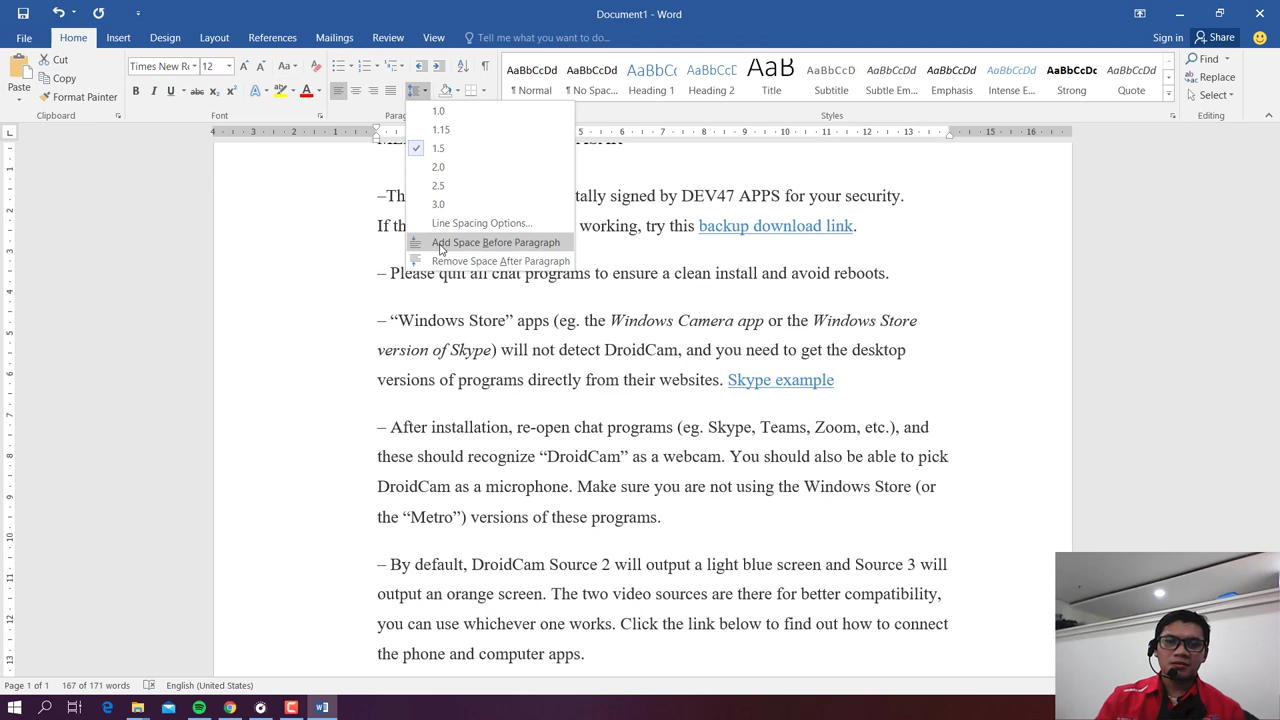 Document1 - Word
File Home Insert Design Layout References Mailings Review View Tell me what you want to do... Share
Cut
Copy
Format Painter
Paste
Times New Ro 12
AaBbCcDd AaBbCcDd AaBbCc AaBbCcD AaB AaBbCcD AaBbCcDd AaBbCcDd AaBbCcDd AaBbCcDd AaBbCcDd
¶ Normal ¶ No Spac... Heading 1 Heading 2 Title Subtitle Subtle Em... Emphasis Intense E... Strong Quote
Find
Replace
Select
Clipboard Font Styles Editing
1.0
1.15
1.5
2.0
2.5
3.0
Line Spacing Options...
Add Space Before Paragraph
Remove Space After Paragraph
signed by DEV47 APPS for your security.
working, try this backup download link.
– Please quit all chat programs to ensure a clean install and avoid reboots.
– “Windows Store” apps (eg. the Windows Camera app or the Windows Store
version of Skype) will not detect DroidCam, and you need to get the desktop
versions of programs directly from their websites. Skype example
– After installation, re-open chat programs (eg. Skype, Teams, Zoom, etc.), and
these should recognize “DroidCam” as a webcam. You should also be able to pick
DroidCam as a microphone. Make sure you are not using the Windows Store (or
the “Metro”) versions of these programs.
– By default, DroidCam Source 2 will output a light blue screen and Source 3 will
output an orange screen. The two video sources are there for better compatibility,
you can use whichever one works. Click the link below to find out how to connect
the phone and computer apps.
Page 1 of 1 167 of 171 words English (United States)